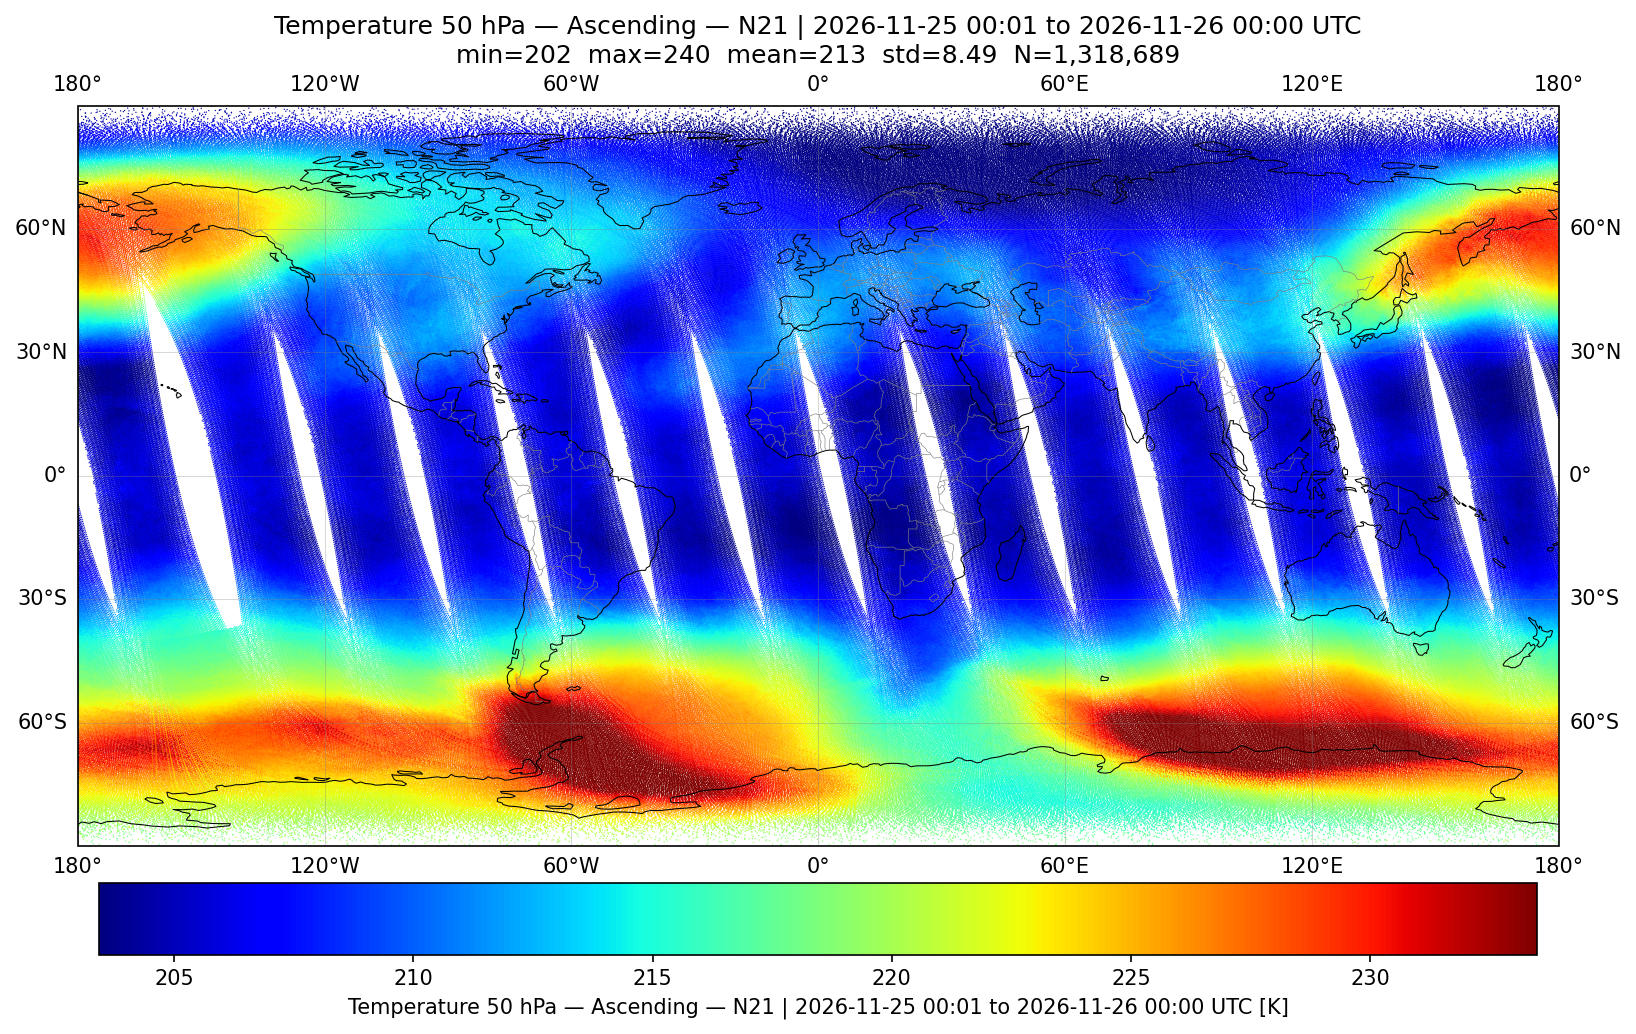 Temperature 50 hPa — Ascending — N21 | 2026-11-25 00:01 to 2026-11-26 00:00 UTC
min=202 max=240 mean=213 std=8.49 N=1,318,689
180° 120°W 60°W 0° 60°E 120°E 180°
60°N 60°N
30°N 30°N
0° 0°
30°S 30°S
60°S 60°S
180° 120°W 60°W 0° 60°E 120°E 180°
205 210 215 220 225 230
Temperature 50 hPa — Ascending — N21 | 2026-11-25 00:01 to 2026-11-26 00:00 UTC [K]